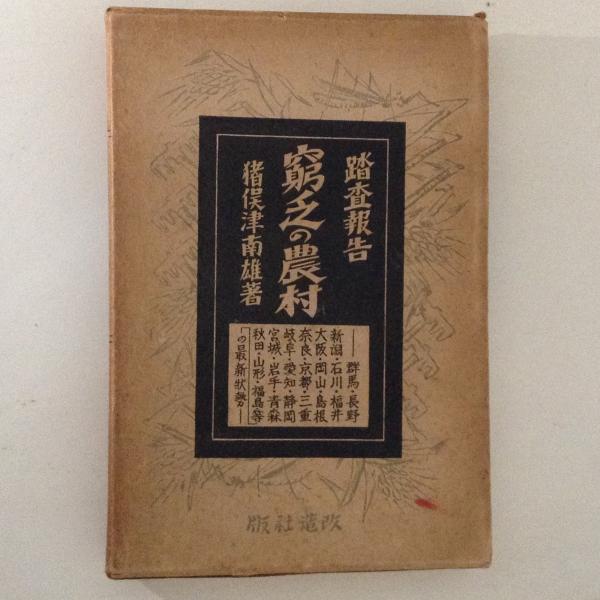 踏査報告
窮乏の農村
猪俣津南雄著
――群馬・長野
新潟・石川・福井
大阪・岡山・島根
奈良・京都・三重
岐阜・愛知・静岡
宮城・岩手・青森
秋田・山形・福島等
「の最新状勢――
版社造改